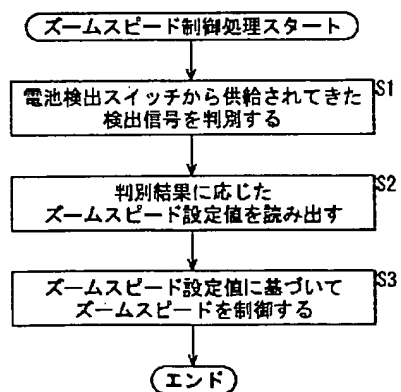 ズームスピード制御処理スタート
S1
電池検出スイッチから供給されてきた
検出信号を判別する
S2
判別結果に応じた
ズームスピード設定値を読み出す
S3
ズームスピード設定値に基づいて
ズームスピードを制御する
エンド